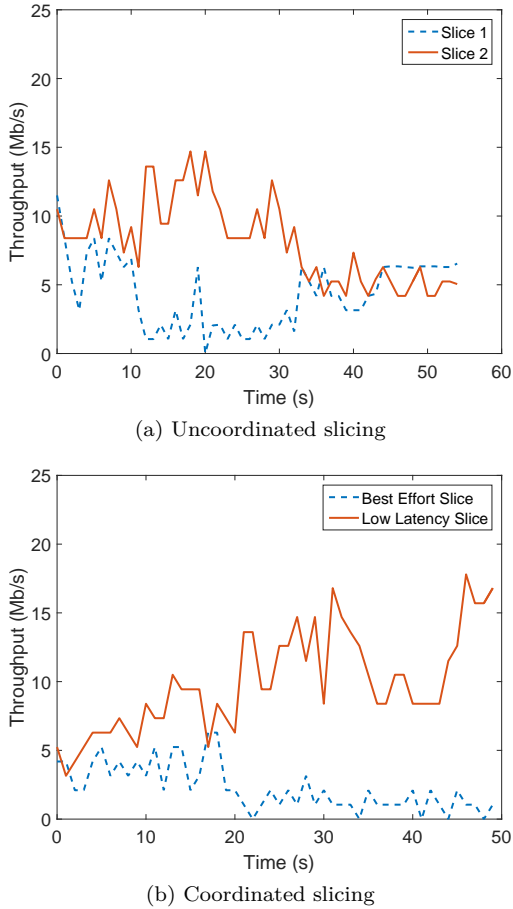 25
20
15
10
5
0
Throughput (Mb/s)
Slice 1
Slice 2
0 10 20 30 40 50 60
Time (s)
(a) Uncoordinated slicing
25
20
15
10
5
0
Throughput (Mb/s)
Best Effort Slice
Low Latency Slice
0 10 20 30 40 50
Time (s)
(b) Coordinated slicing